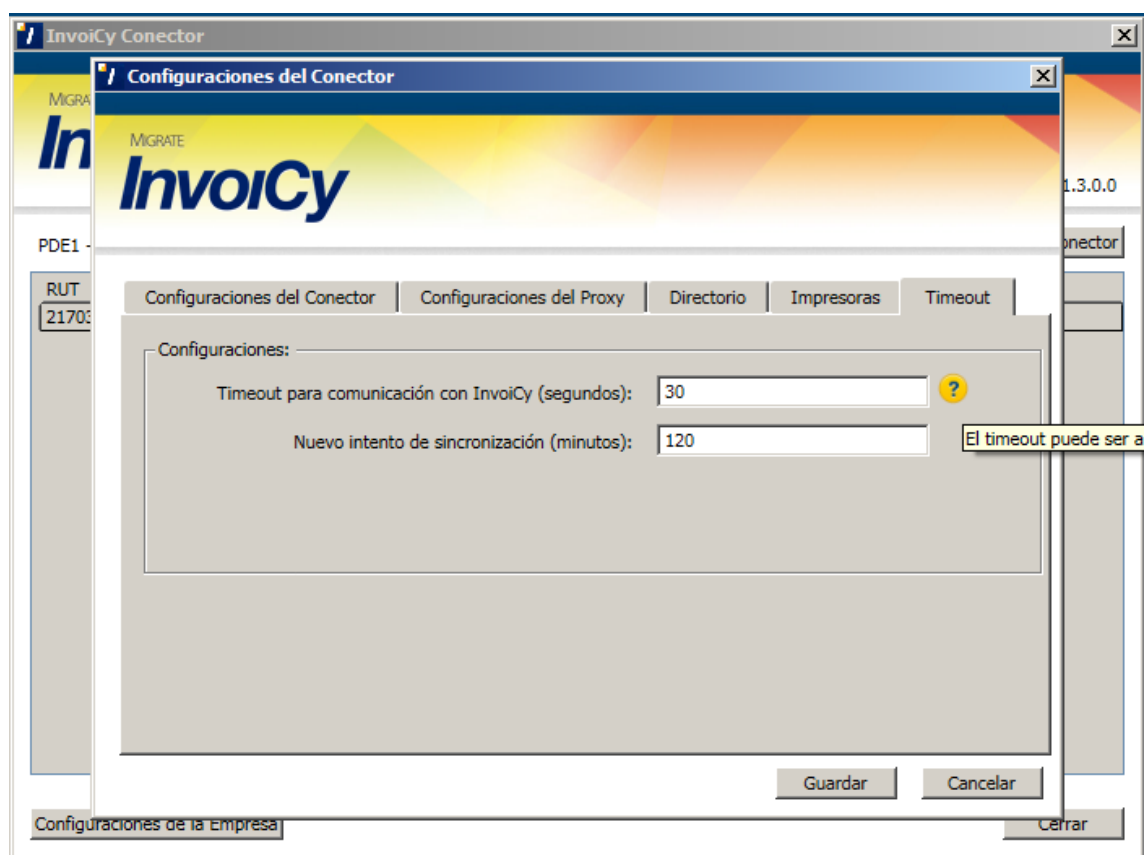 InvoiCy Conector
Configuraciones del Conector
MIGRATE
InvoiCy
1.3.0.0
PDE1 -
RUT
Configuraciones del Conector
Configuraciones del Proxy
Directorio
Impresoras
Timeout
Configuraciones:
Timeout para comunicación con InvoiCy (segundos):
30
?
El timeout puede ser a
Nuevo intento de sincronización (minutos):
120
Guardar
Cancelar
Configuraciones de la Empresa
Cerrar